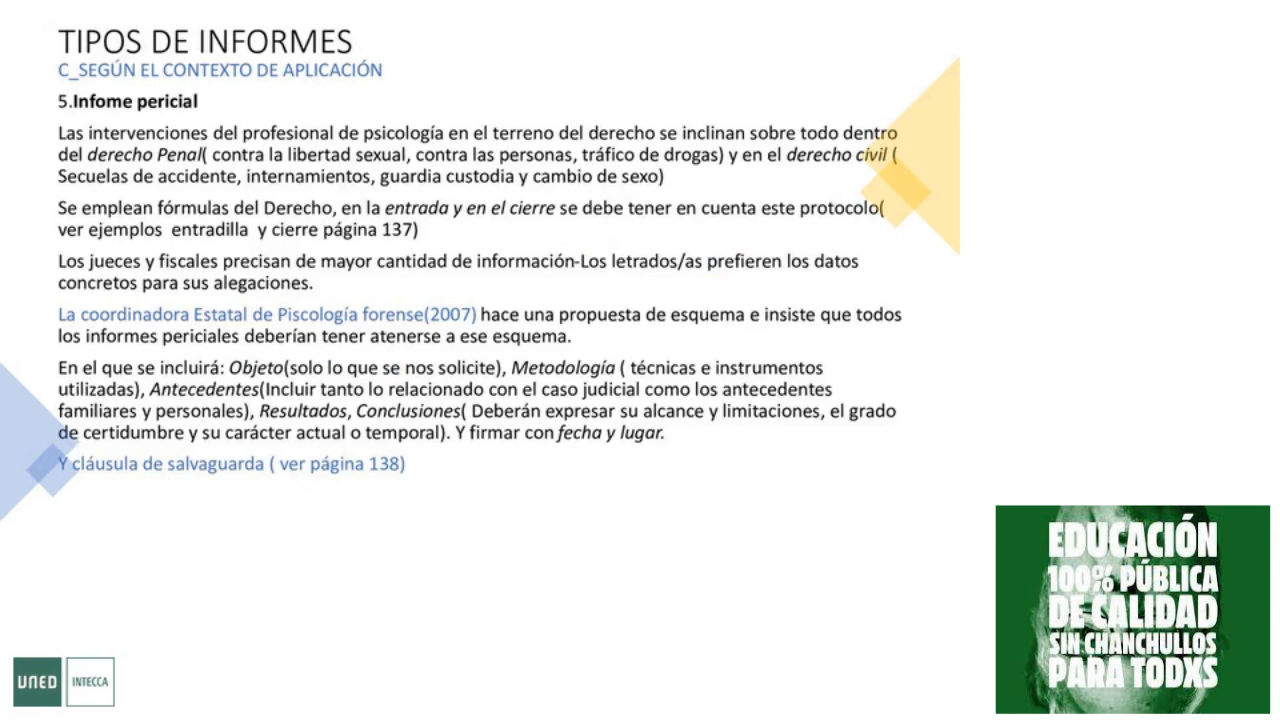 TIPOS DE INFORMES
C_SEGÚN EL CONTEXTO DE APLICACIÓN
5.Infome pericial
Las intervenciones del profesional de psicología en el terreno del derecho se inclinan sobre todo dentro
del derecho Penal( contra la libertad sexual, contra las personas, tráfico de drogas) y en el derecho civil (
Secuelas de accidente, internamientos, guardia custodia y cambio de sexo)
Se emplean fórmulas del Derecho, en la entrada y en el cierre se debe tener en cuenta este protocolo(
ver ejemplos entradilla y cierre página 137)
Los jueces y fiscales precisan de mayor cantidad de información-Los letrados/as prefieren los datos
concretos para sus alegaciones.
La coordinadora Estatal de Piscología forense(2007) hace una propuesta de esquema e insiste que todos
los informes periciales deberían tener atenerse a ese esquema.
En el que se incluirá: Objeto(solo lo que se nos solicite), Metodología ( técnicas e instrumentos
utilizadas), Antecedentes(Incluir tanto lo relacionado con el caso judicial como los antecedentes
familiares y personales), Resultados, Conclusiones( Deberán expresar su alcance y limitaciones, el grado
de certidumbre y su carácter actual o temporal). Y firmar con fecha y lugar.
Y cláusula de salvaguarda ( ver página 138)
EDUCACIÓN
100% PÚBLICA
DE CALIDAD
SIN CHANCHULLOS
PARA TODXS
UNED INTECCA